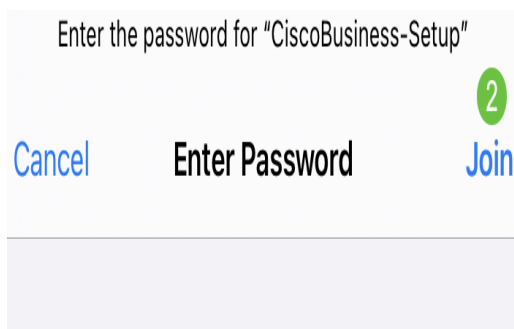 Enter the password for “CiscoBusiness-Setup”
2
Cancel Enter Password Join